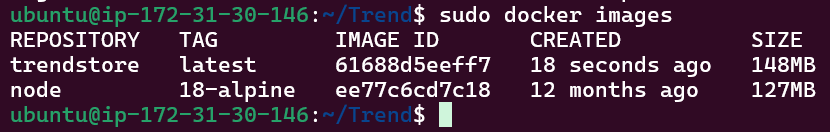 ubuntu@ip-172-31-30-146:~/Trend$ sudo docker images
REPOSITORY   TAG         IMAGE ID       CREATED          SIZE
trendstore   latest      61688d5eeff7   18 seconds ago   148MB
node         18-alpine   ee77c6cd7c18   12 months ago    127MB
ubuntu@ip-172-31-30-146:~/Trend$